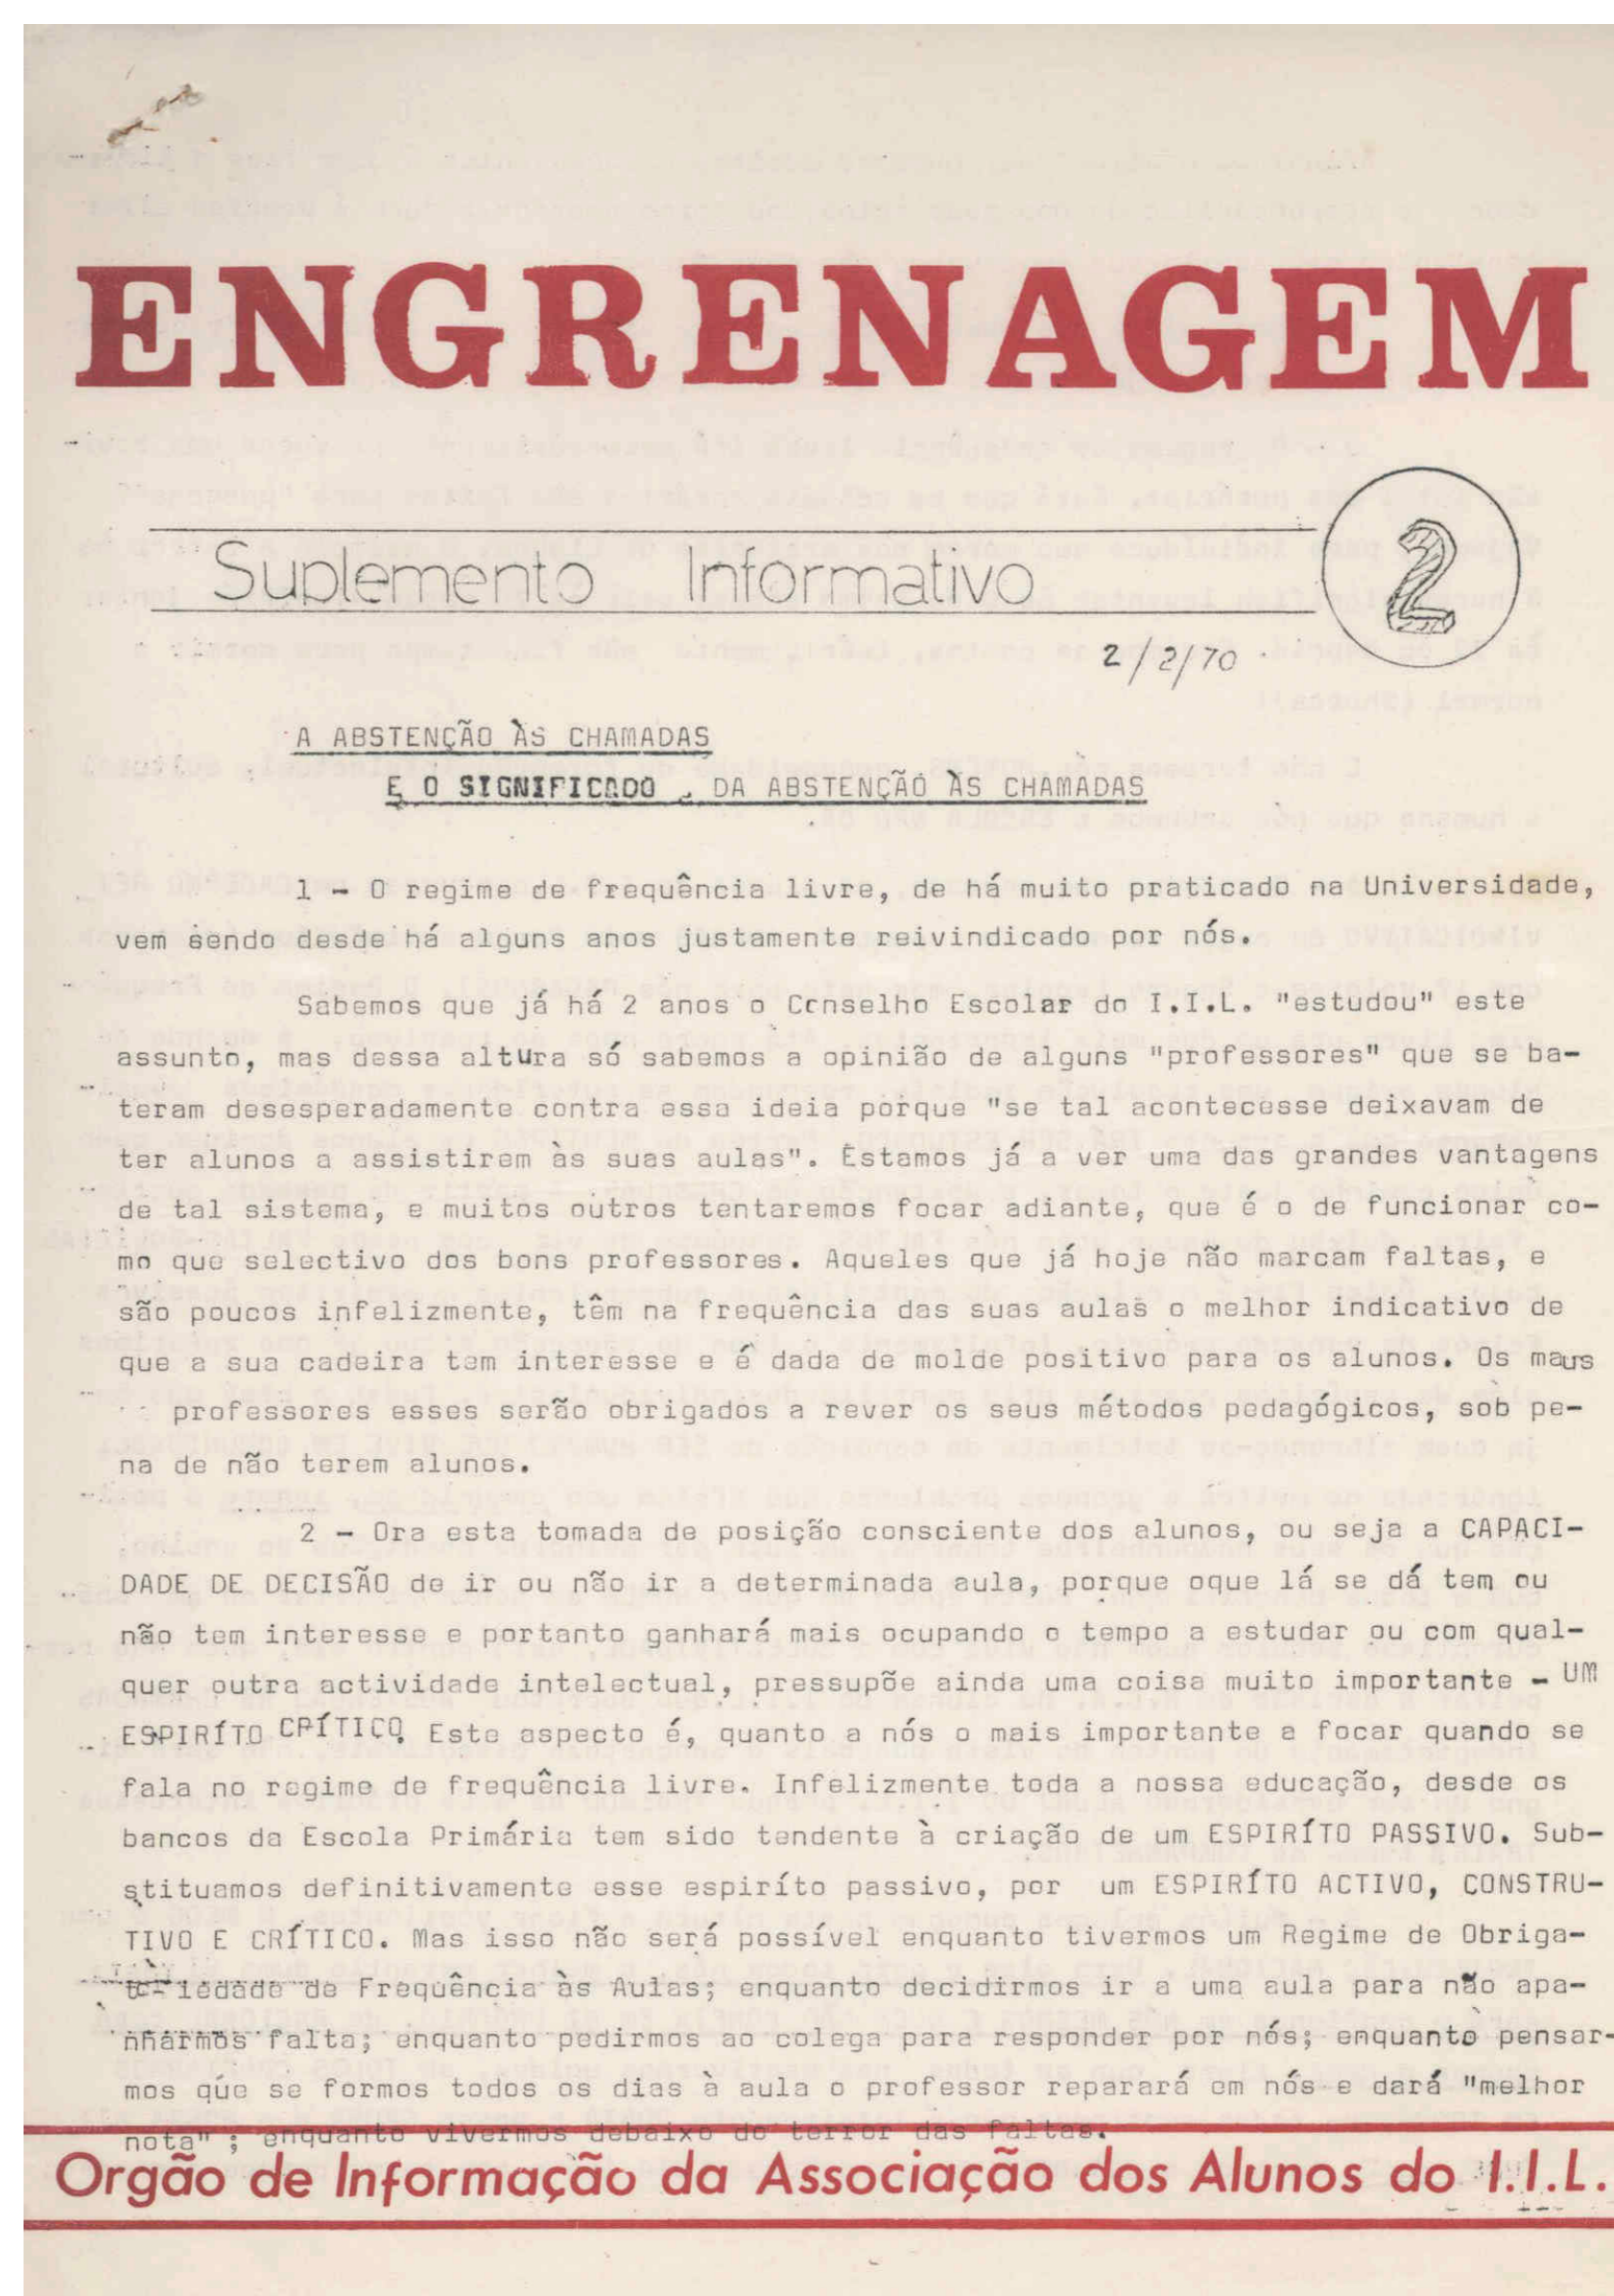 ENGRENAGEM
Suplemento Informativo 2
2/2/70
A ABSTENÇÃO ÀS CHAMADAS
E O SIGNIFICADO DA ABSTENÇÃO ÀS CHAMADAS
1 - O regime de frequência livre, de há muito praticado na Universidade,
vem sendo desde há alguns anos justamente reivindicado por nós.
Sabemos que já há 2 anos o Conselho Escolar do I.I.L. "estudou" este
assunto, mas dessa altura só sabemos a opinião de alguns "professores" que se ba-
teram desesperadamente contra essa ideia porque "se tal acontecesse deixavam de
ter alunos a assistirem às suas aulas". Estamos já a ver uma das grandes vantagens
de tal sistema, e muitos outros tentaremos focar adiante, que é o de funcionar co-
mo que selectivo dos bons professores. Aqueles que já hoje não marcam faltas, e
são poucos infelizmente, têm na frequência das suas aulas o melhor indicativo de
que a sua cadeira tem interesse e é dada de molde positivo para os alunos. Os maus
professores esses serão obrigados a rever os seus métodos pedagógicos, sob pe-
na de não terem alunos.
2 - Ora esta tomada de posição consciente dos alunos, ou seja a CAPACI-
DADE DE DECISÃO de ir ou não ir a determinada aula, porque oque lá se dá tem ou
não tem interesse e portanto ganhará mais ocupando o tempo a estudar ou com qual-
quer outra actividade intelectual, pressupõe ainda uma coisa muito importante - UM
ESPIRÍTO CRÍTICO. Este aspecto é, quanto a nós o mais importante a focar quando se
fala no regime de frequência livre. Infelizmente toda a nossa educação, desde os
bancos da Escola Primária tem sido tendente à criação de um ESPIRÍTO PASSIVO. Sub-
stituamos definitivamente esse espiríto passivo, por um ESPIRÍTO ACTIVO, CONSTRU-
TIVO E CRÍTICO. Mas isso não será possível enquanto tivermos um Regime de Obriga-
toriedade de Frequência às Aulas; enquanto decidirmos ir a uma aula para não apa-
nharmos falta; enquanto pedirmos ao colega para responder por nós; enquanto pensar-
mos que se formos todos os dias à aula o professor reparará em nós e dará "melhor
nota" ; enquanto vivermos debaixo do terror das faltas.
Orgão de Informação da Associação dos Alunos do I.I.L.